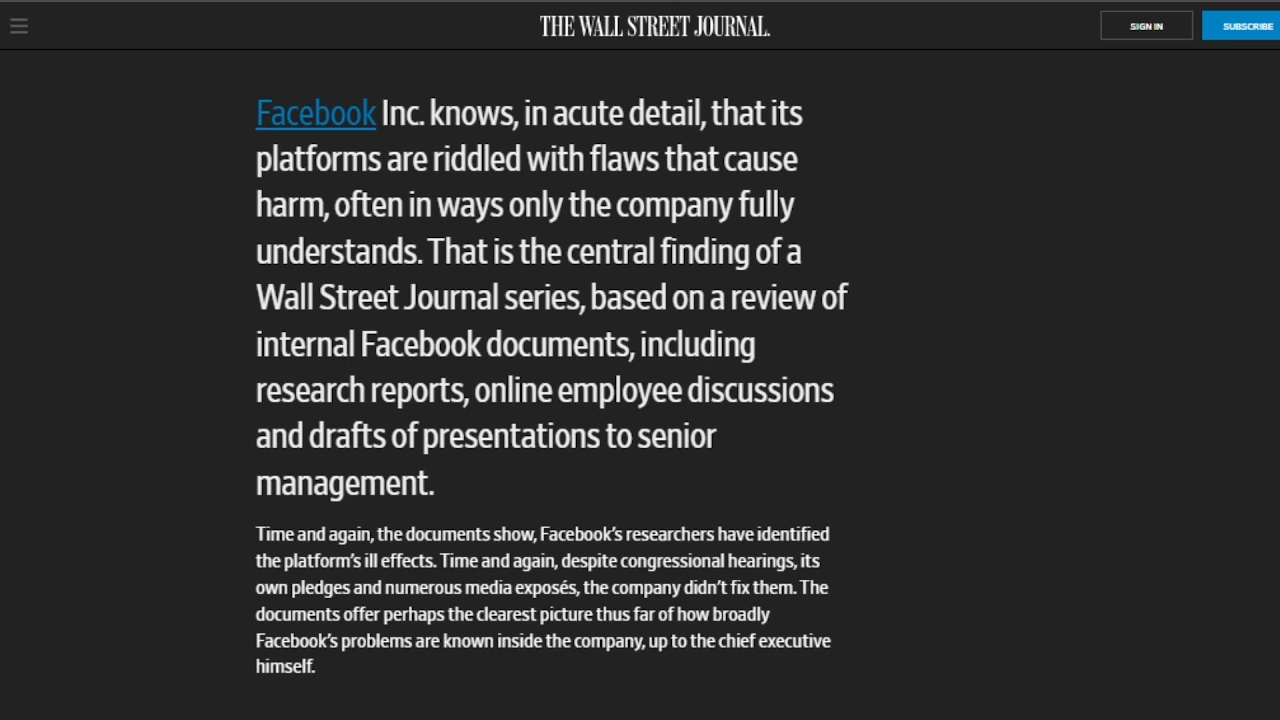 THE WALL STREET JOURNAL.
SIGN IN
SUBSCRIBE
Facebook Inc. knows, in acute detail, that its
platforms are riddled with flaws that cause
harm, often in ways only the company fully
understands. That is the central finding of a
Wall Street Journal series, based on a review of
internal Facebook documents, including
research reports, online employee discussions
and drafts of presentations to senior
management.
Time and again, the documents show, Facebook’s researchers have identified
the platform’s ill effects. Time and again, despite congressional hearings, its
own pledges and numerous media exposés, the company didn’t fix them. The
documents offer perhaps the clearest picture thus far of how broadly
Facebook’s problems are known inside the company, up to the chief executive
himself.